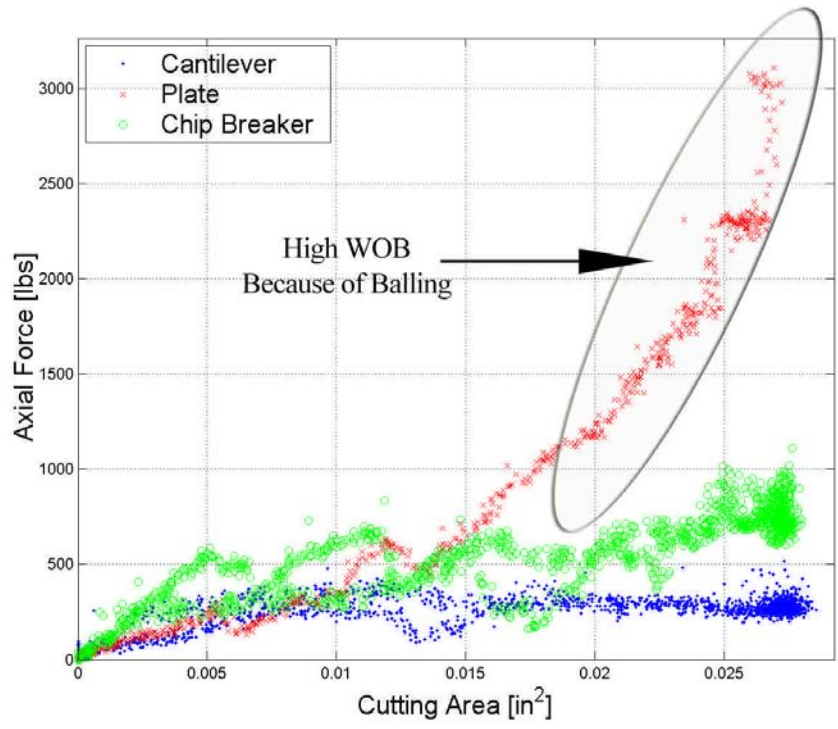 Cantilever
Plate
Chip Breaker
3000
2500
2000
1500
1000
500
0
Axial Force [lbs]
High WOB
Because of Balling
0
0.005
0.01
0.015
0.02
0.025
Cutting Area [in²]